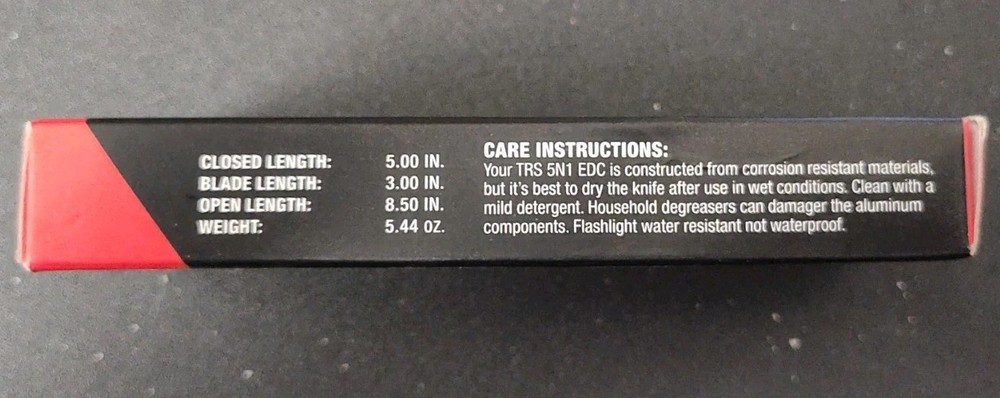 CLOSED LENGTH: 5.00 IN.
BLADE LENGTH: 3.00 IN.
OPEN LENGTH: 8.50 IN.
WEIGHT: 5.44 OZ.
CARE INSTRUCTIONS:
Your TRS 5N1 EDC is constructed from corrosion resistant materials,
but it's best to dry the knife after use in wet conditions. Clean with a
mild detergent. Household degreasers can damager the aluminum
components. Flashlight water resistant not waterproof.